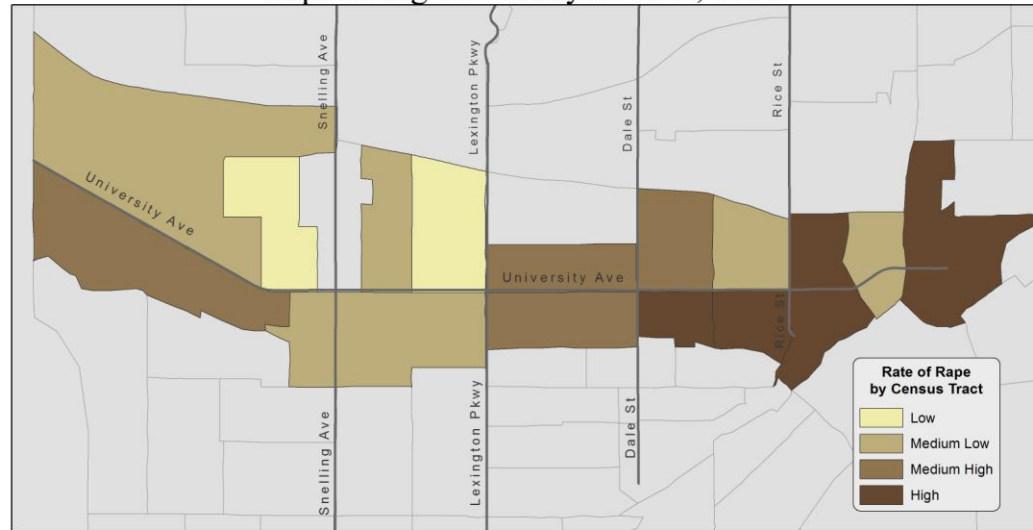 Snelling Ave
Lexington Pkwy
Dale St
Rice St
University Ave
University Ave
Rice St
Snelling Ave
Lexington Pkwy
Dale St
Rate of Rape
by Census Tract
Low
Medium Low
Medium High
High